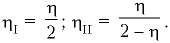 η_I = η/2; η_II = η/(2 − η).